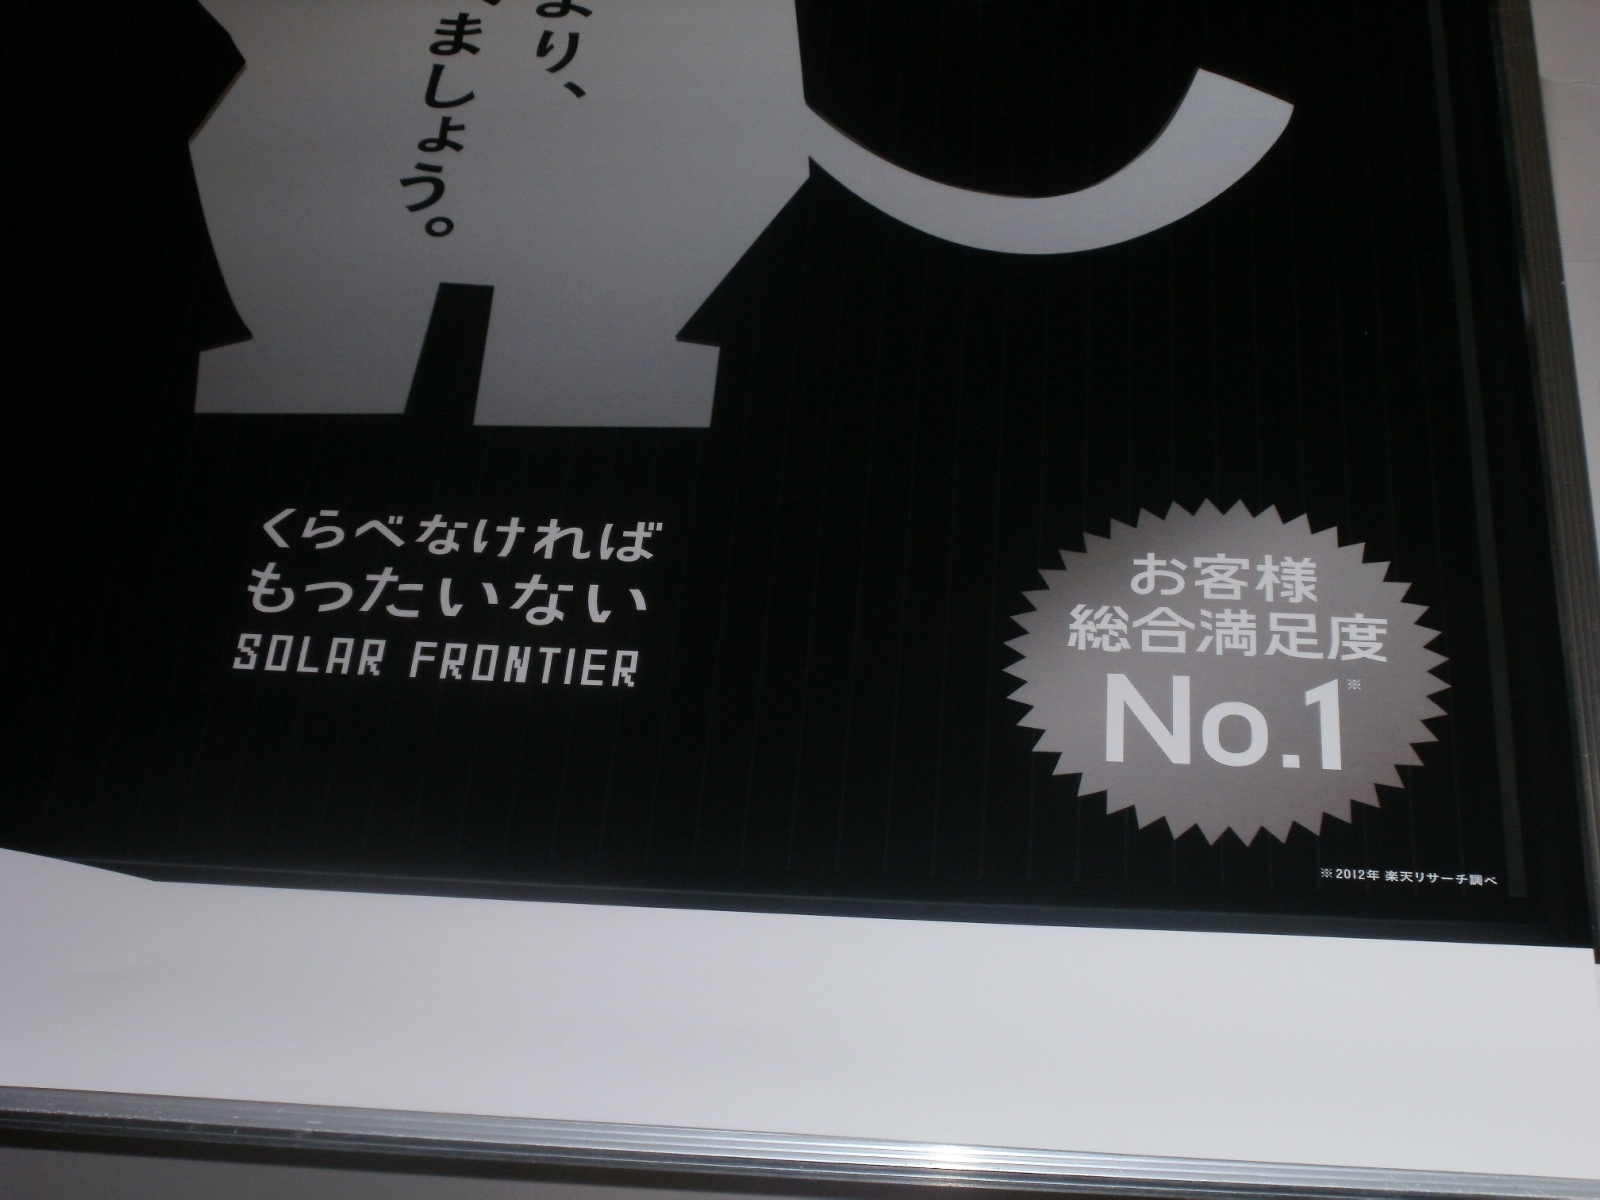 より、
ましょう。
くらべなければ
もったいない
SOLAR FRONTIER
お客様
総合満足度
No.1※
※2012年 楽天リサーチ調べ